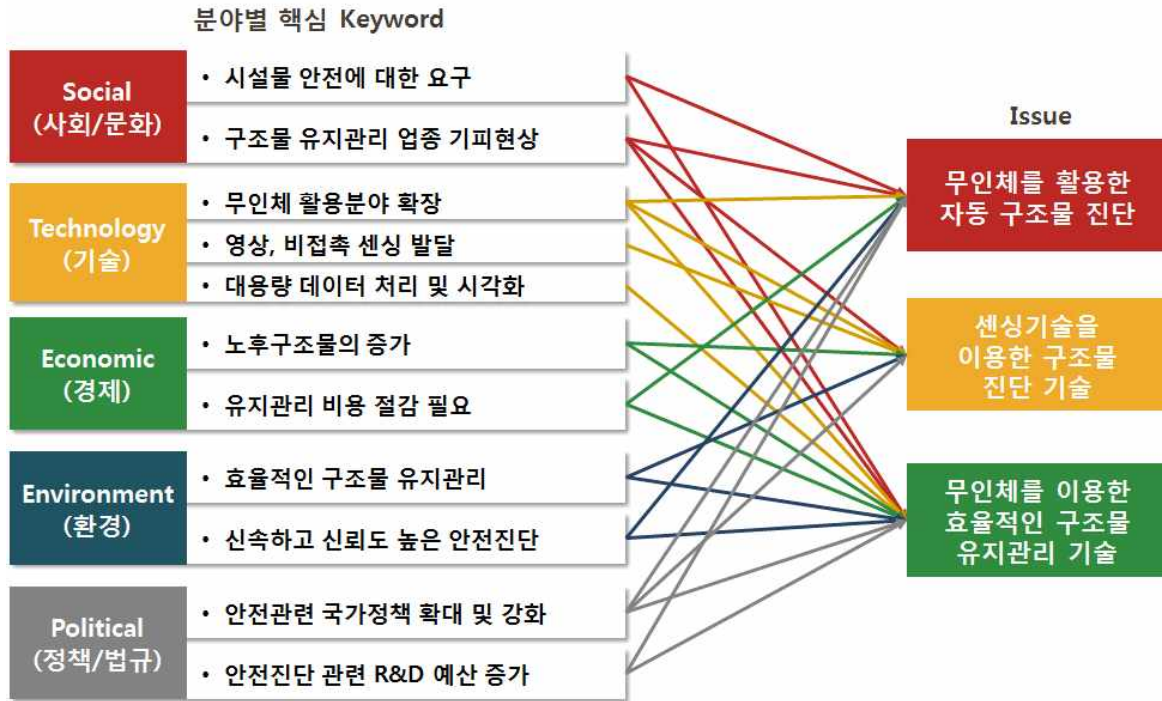 분야별 핵심 Keyword
Social
(사회/문화)
• 시설물 안전에 대한 요구
• 구조물 유지관리 업종 기피현상
Technology
(기술)
• 무인체 활용분야 확장
• 영상, 비접촉 센싱 발달
• 대용량 데이터 처리 및 시각화
Economic
(경제)
• 노후구조물의 증가
• 유지관리 비용 절감 필요
Environment
(환경)
• 효율적인 구조물 유지관리
• 신속하고 신뢰도 높은 안전진단
Political
(정책/법규)
• 안전관련 국가정책 확대 및 강화
• 안전진단 관련 R&D 예산 증가
Issue
무인체를 활용한
자동 구조물 진단
센싱기술을
이용한 구조물
진단 기술
무인체를 이용한
효율적인 구조물
유지관리 기술